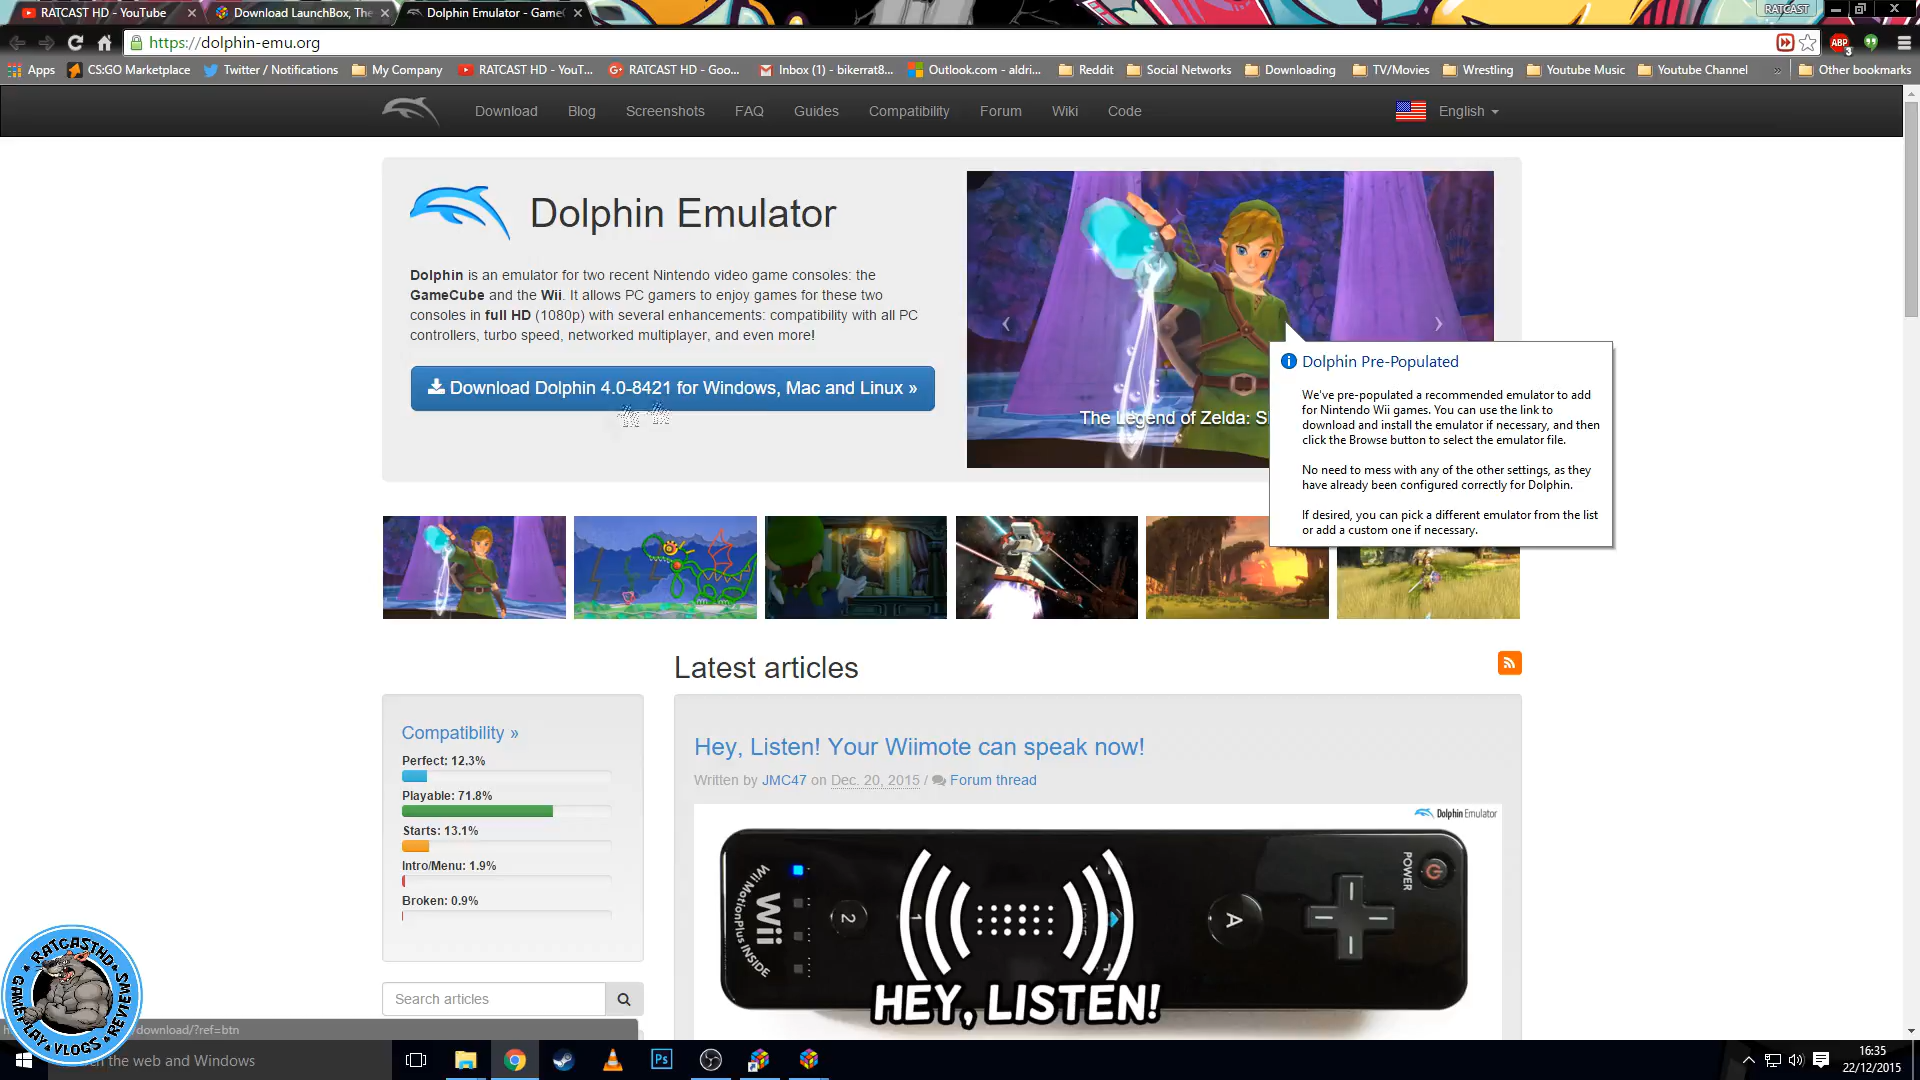 RATCAST HD - YouTube
Download LaunchBox, The
Dolphin Emulator - Game
RATCAST
https://dolphin-emu.org
ABP
3
Apps
CS:GO Marketplace
Twitter / Notifications
My Company
RATCAST HD - YouT...
RATCAST HD - Goo...
Inbox (1) - bikerrat8...
Outlook.com - aldri...
Reddit
Social Networks
Downloading
TV/Movies
Wrestling
Youtube Music
Youtube Channel
»
Other bookmarks
Download
Blog
Screenshots
FAQ
Guides
Compatibility
Forum
Wiki
Code
English
Dolphin Emulator
Dolphin is an emulator for two recent Nintendo video game consoles: the
GameCube and the Wii. It allows PC gamers to enjoy games for these two
consoles in full HD (1080p) with several enhancements: compatibility with all PC
controllers, turbo speed, networked multiplayer, and even more!
Download Dolphin 4.0-8421 for Windows, Mac and Linux »
The Legend of Zelda: S
Dolphin Pre-Populated
We've pre-populated a recommended emulator to add
for Nintendo Wii games. You can use the link to
download and install the emulator if necessary, and then
click the Browse button to select the emulator file.
No need to mess with any of the other settings, as they
have already been configured correctly for Dolphin.
If desired, you can pick a different emulator from the list
or add a custom one if necessary.
Latest articles
Compatibility »
Perfect: 12.3%
Playable: 71.8%
Starts: 13.1%
Intro/Menu: 1.9%
Broken: 0.9%
Search articles
Hey, Listen! Your Wiimote can speak now!
Written by JMC47 on Dec. 20, 2015 / Forum thread
Dolphin Emulator
Wii MotionPlus INSIDE
Wii
2
1
A
POWER
HEY, LISTEN!
RATCASTHD
GAMEPLAY VLOGS REVIEWS
/download/?ref=btn
the web and Windows
Ps
16:35
22/12/2015